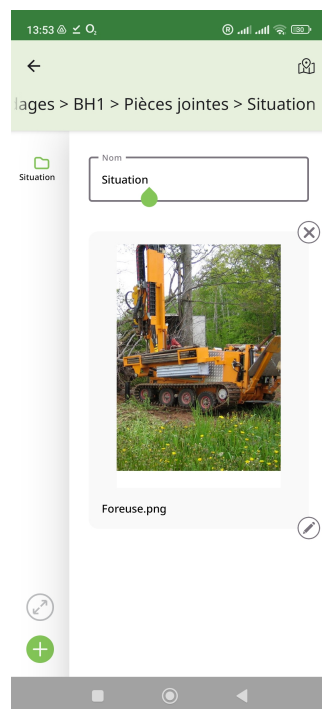 13:53
lages > BH1 > Pièces jointes > Situation
Nom
Situation
Situation
Foreuse.png